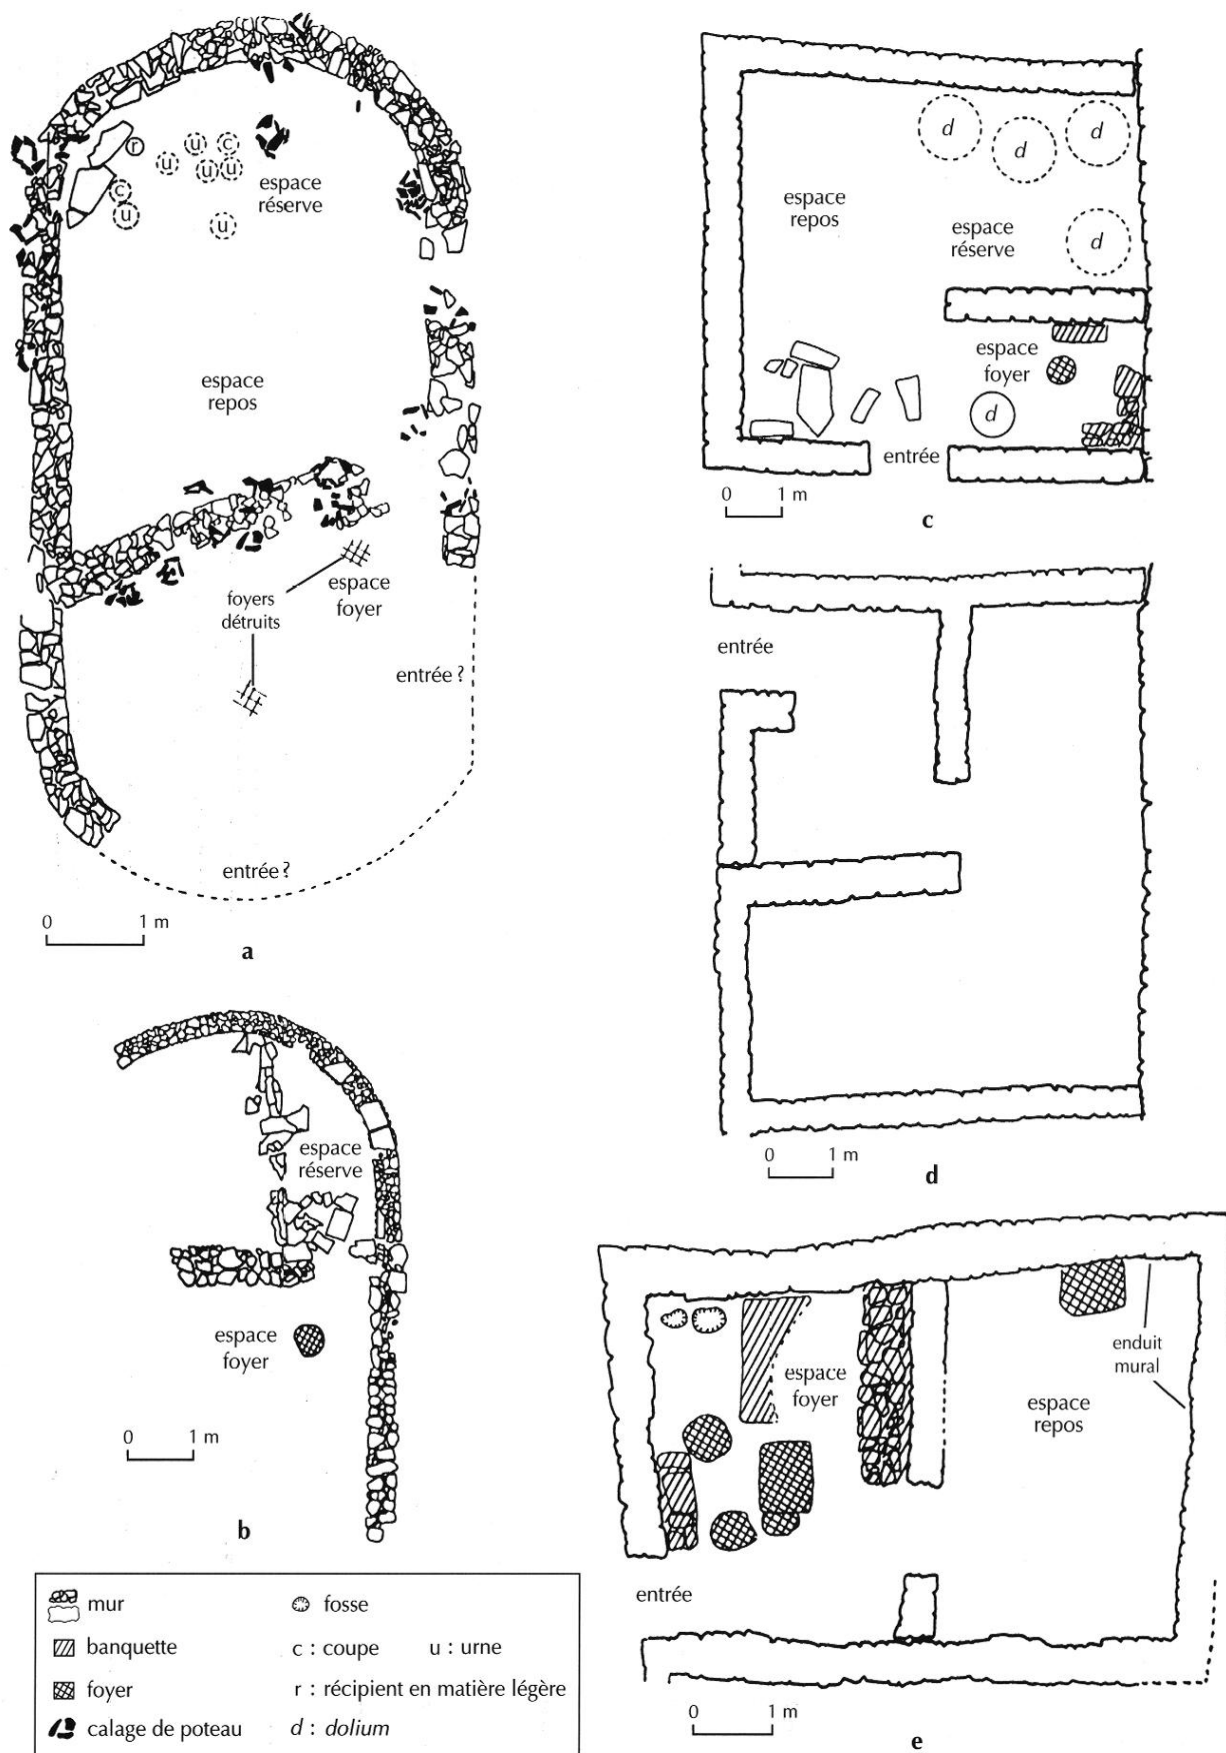 r
u
c
u
u
u
c
u
u
espace
réserve
espace
repos
foyers
détruits
espace
foyer
entrée ?
entrée ?
0 1 m
a
espace
réserve
espace
foyer
0 1 m
b
d
d
d
d
espace
repos
espace
réserve
espace
foyer
d
entrée
0 1 m
c
entrée
0 1 m
d
espace
foyer
enduit
mural
espace
repos
entrée
0 1 m
e
mur
banquette
foyer
calage de poteau
fosse
c : coupe u : urne
r : récipient en matière légère
d : dolium